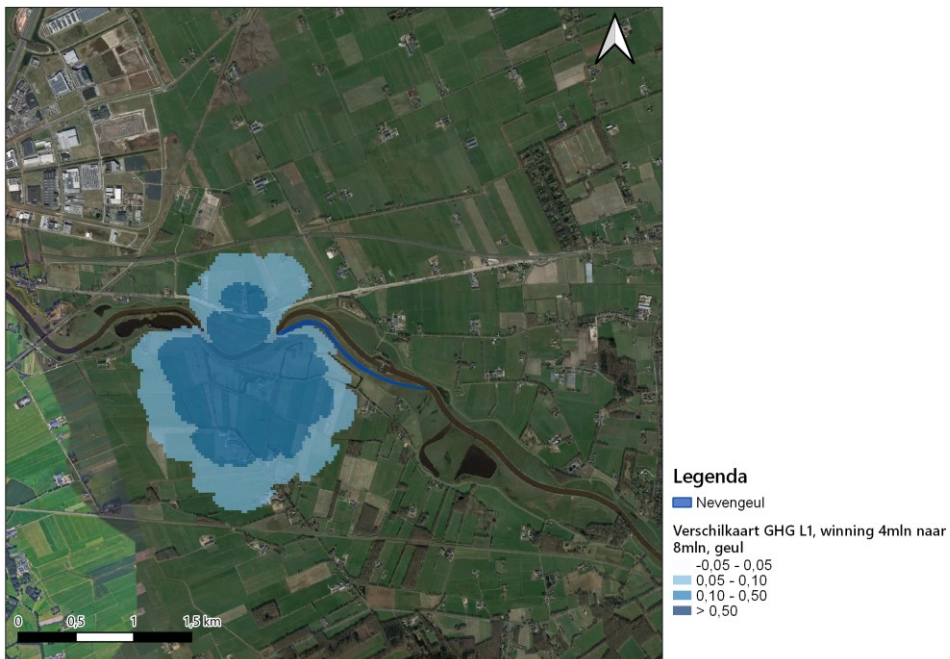 0 0,5 1 1,5 km
Legenda
Nevengeul
Verschilkaart GHG L1, winning 4mln naar
8mln, geul
-0,05 - 0,05
0,05 - 0,10
0,10 - 0,50
> 0,50